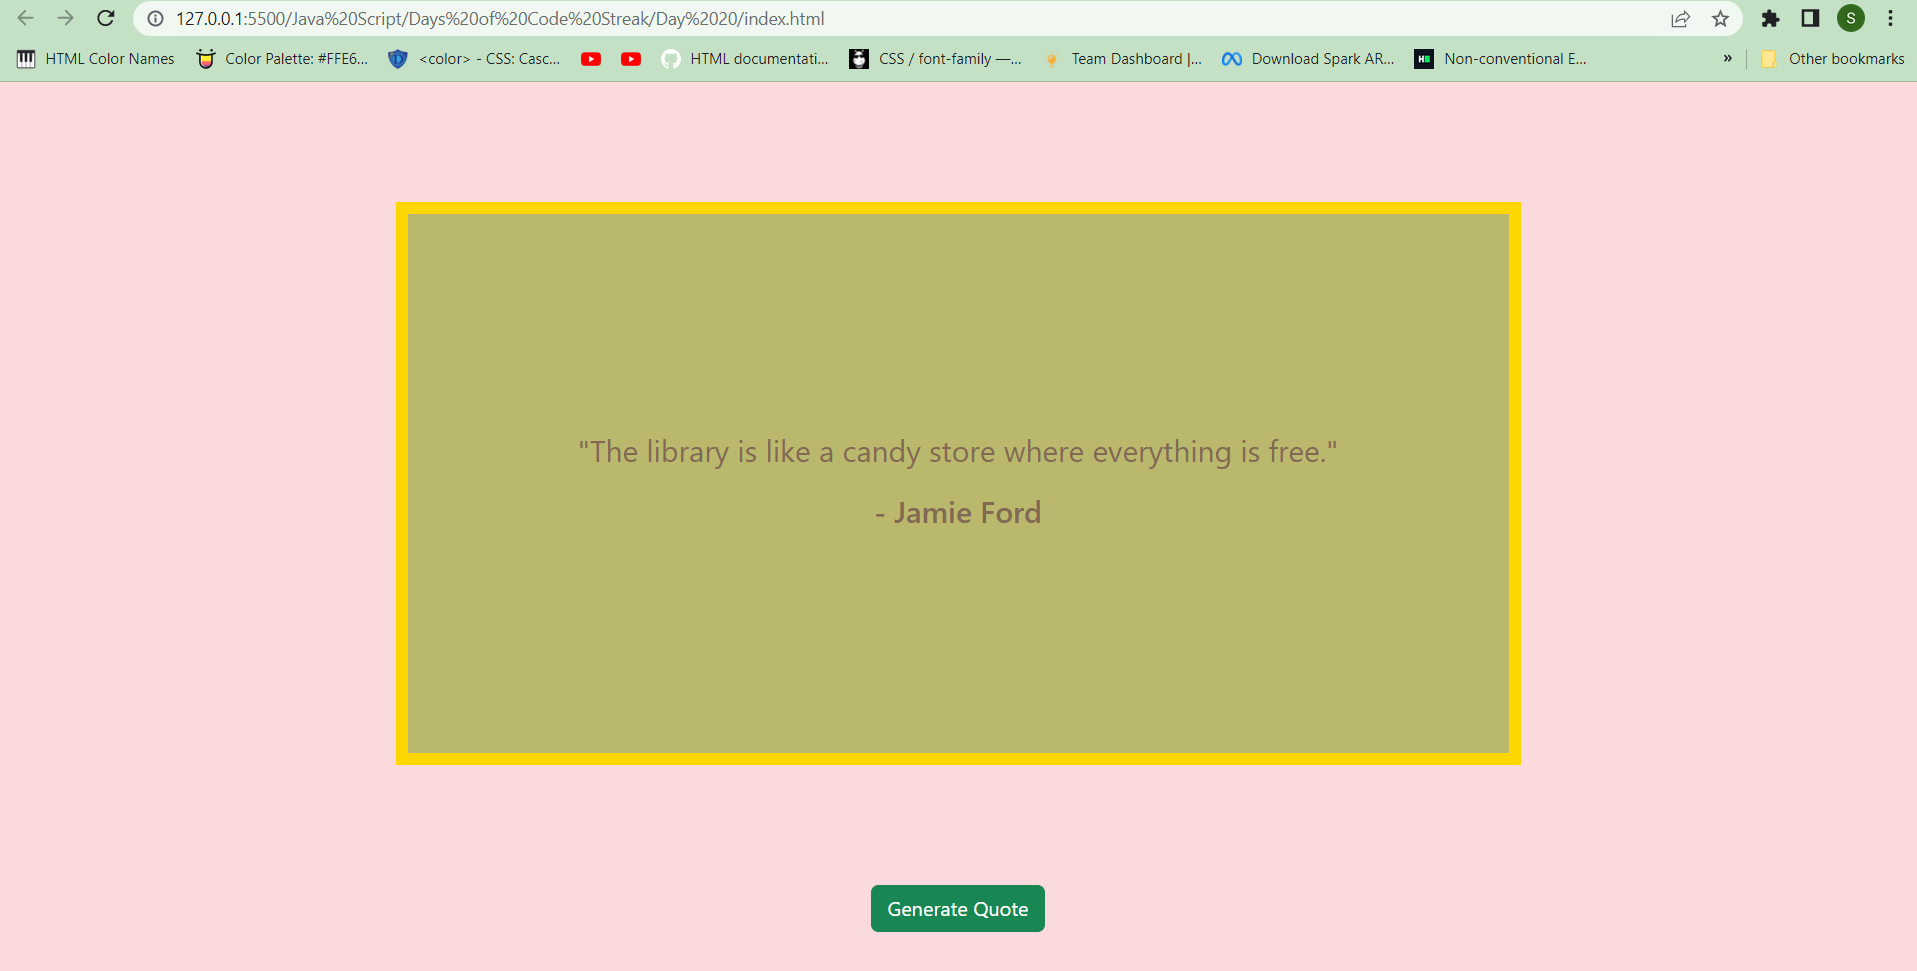 127.0.0.1:5500/Java%20Script/Days%20of%20Code%20Streak/Day%2020/index.html
S
HTML Color Names
Color Palette: #FFE6...
<color> - CSS: Casc...
HTML documentati...
CSS / font-family —...
Team Dashboard |...
Download Spark AR...
Non-conventional E...
»
Other bookmarks
"The library is like a candy store where everything is free."
- Jamie Ford
Generate Quote